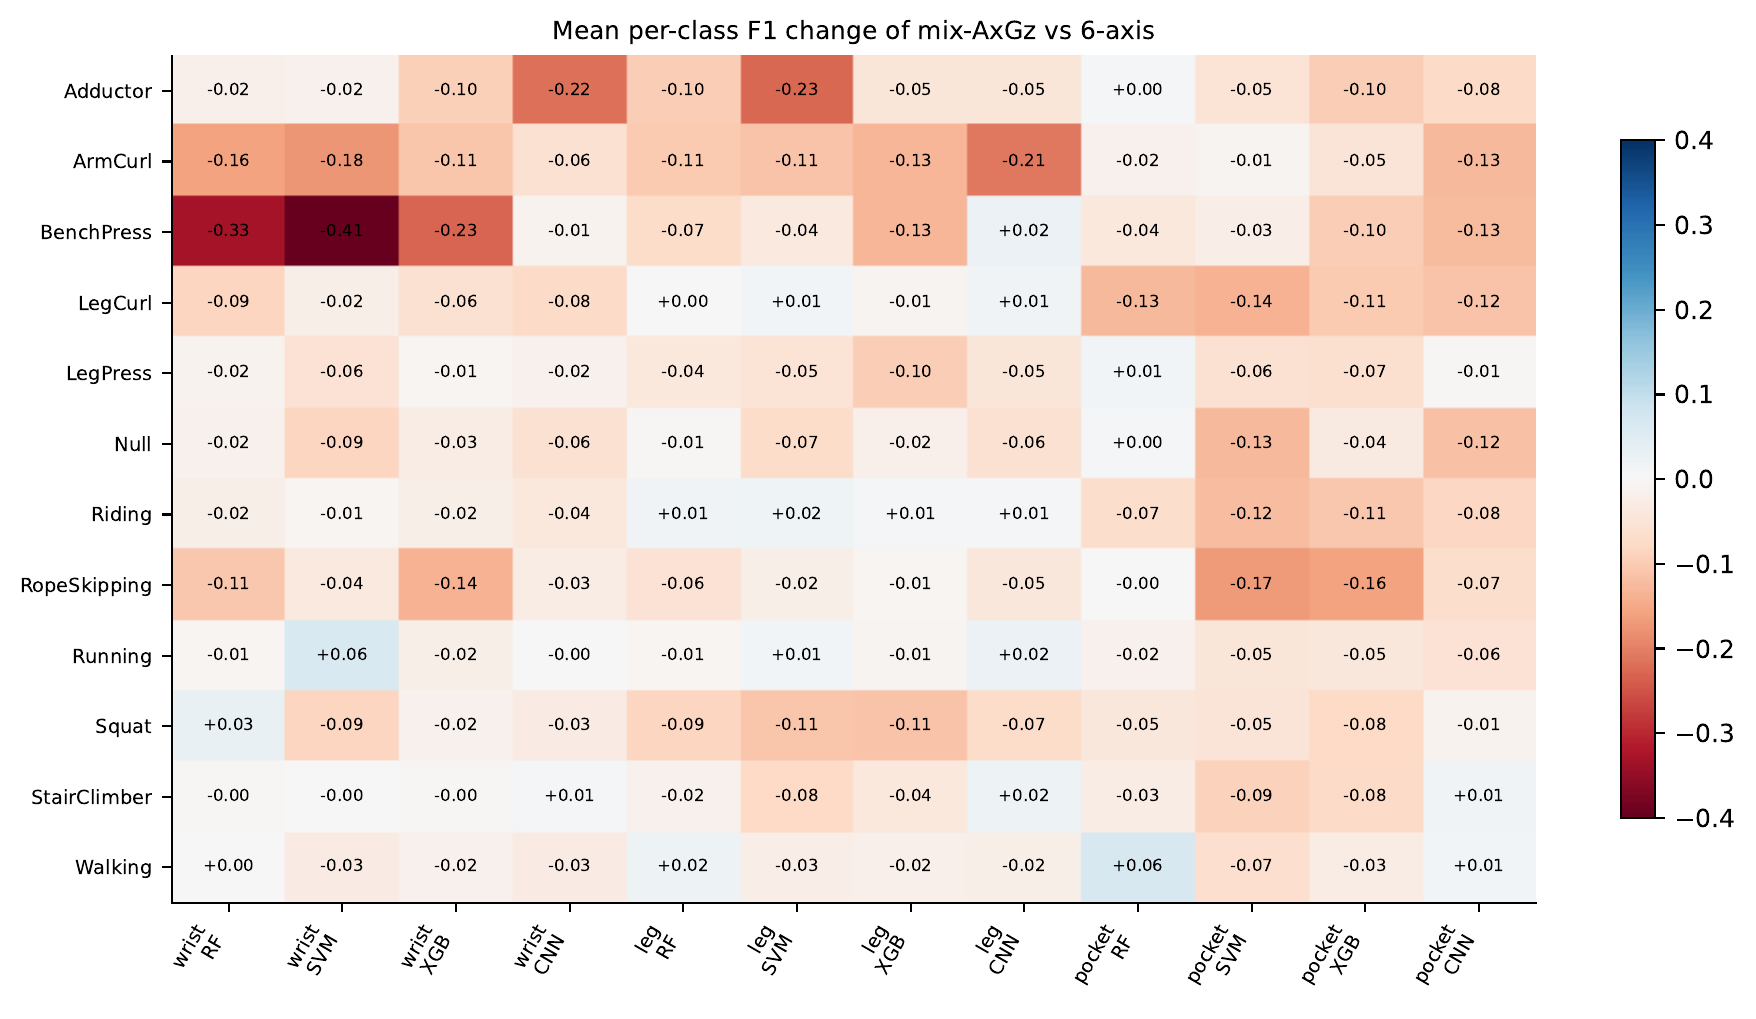 Mean per-class F1 change of mix-AxGz vs 6-axis
Adductor -0.02 -0.02 -0.10 -0.22 -0.10 -0.23 -0.05 -0.05 +0.00 -0.05 -0.10 -0.08
ArmCurl -0.16 -0.18 -0.11 -0.06 -0.11 -0.11 -0.13 -0.21 -0.02 -0.01 -0.05 -0.13
BenchPress -0.33 -0.41 -0.23 -0.01 -0.07 -0.04 -0.13 +0.02 -0.04 -0.03 -0.10 -0.13
LegCurl -0.09 -0.02 -0.06 -0.08 +0.00 +0.01 -0.01 +0.01 -0.13 -0.14 -0.11 -0.12
LegPress -0.02 -0.06 -0.01 -0.02 -0.04 -0.05 -0.10 -0.05 +0.01 -0.06 -0.07 -0.01
Null -0.02 -0.09 -0.03 -0.06 -0.01 -0.07 -0.02 -0.06 +0.00 -0.13 -0.04 -0.12
Riding -0.02 -0.01 -0.02 -0.04 +0.01 +0.02 +0.01 +0.01 -0.07 -0.12 -0.11 -0.08
RopeSkipping -0.11 -0.04 -0.14 -0.03 -0.06 -0.02 -0.01 -0.05 -0.00 -0.17 -0.16 -0.07
Running -0.01 +0.06 -0.02 -0.00 -0.01 +0.01 -0.01 +0.02 -0.02 -0.05 -0.05 -0.06
Squat +0.03 -0.09 -0.02 -0.03 -0.09 -0.11 -0.11 -0.07 -0.05 -0.05 -0.08 -0.01
StairClimber -0.00 -0.00 -0.00 +0.01 -0.02 -0.08 -0.04 +0.02 -0.03 -0.09 -0.08 +0.01
Walking +0.00 -0.03 -0.02 -0.03 +0.02 -0.03 -0.02 -0.02 +0.06 -0.07 -0.03 +0.01
wrist
RF
wrist
SVM
wrist
XGB
wrist
CNN
leg
RF
leg
SVM
leg
XGB
leg
CNN
pocket
RF
pocket
SVM
pocket
XGB
pocket
CNN
0.4
0.3
0.2
0.1
0.0
−0.1
−0.2
−0.3
−0.4